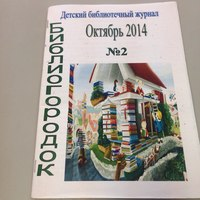 Детский библиотечный журнал
Октябрь 2014
№2
БИБЛИОГОРОДОК